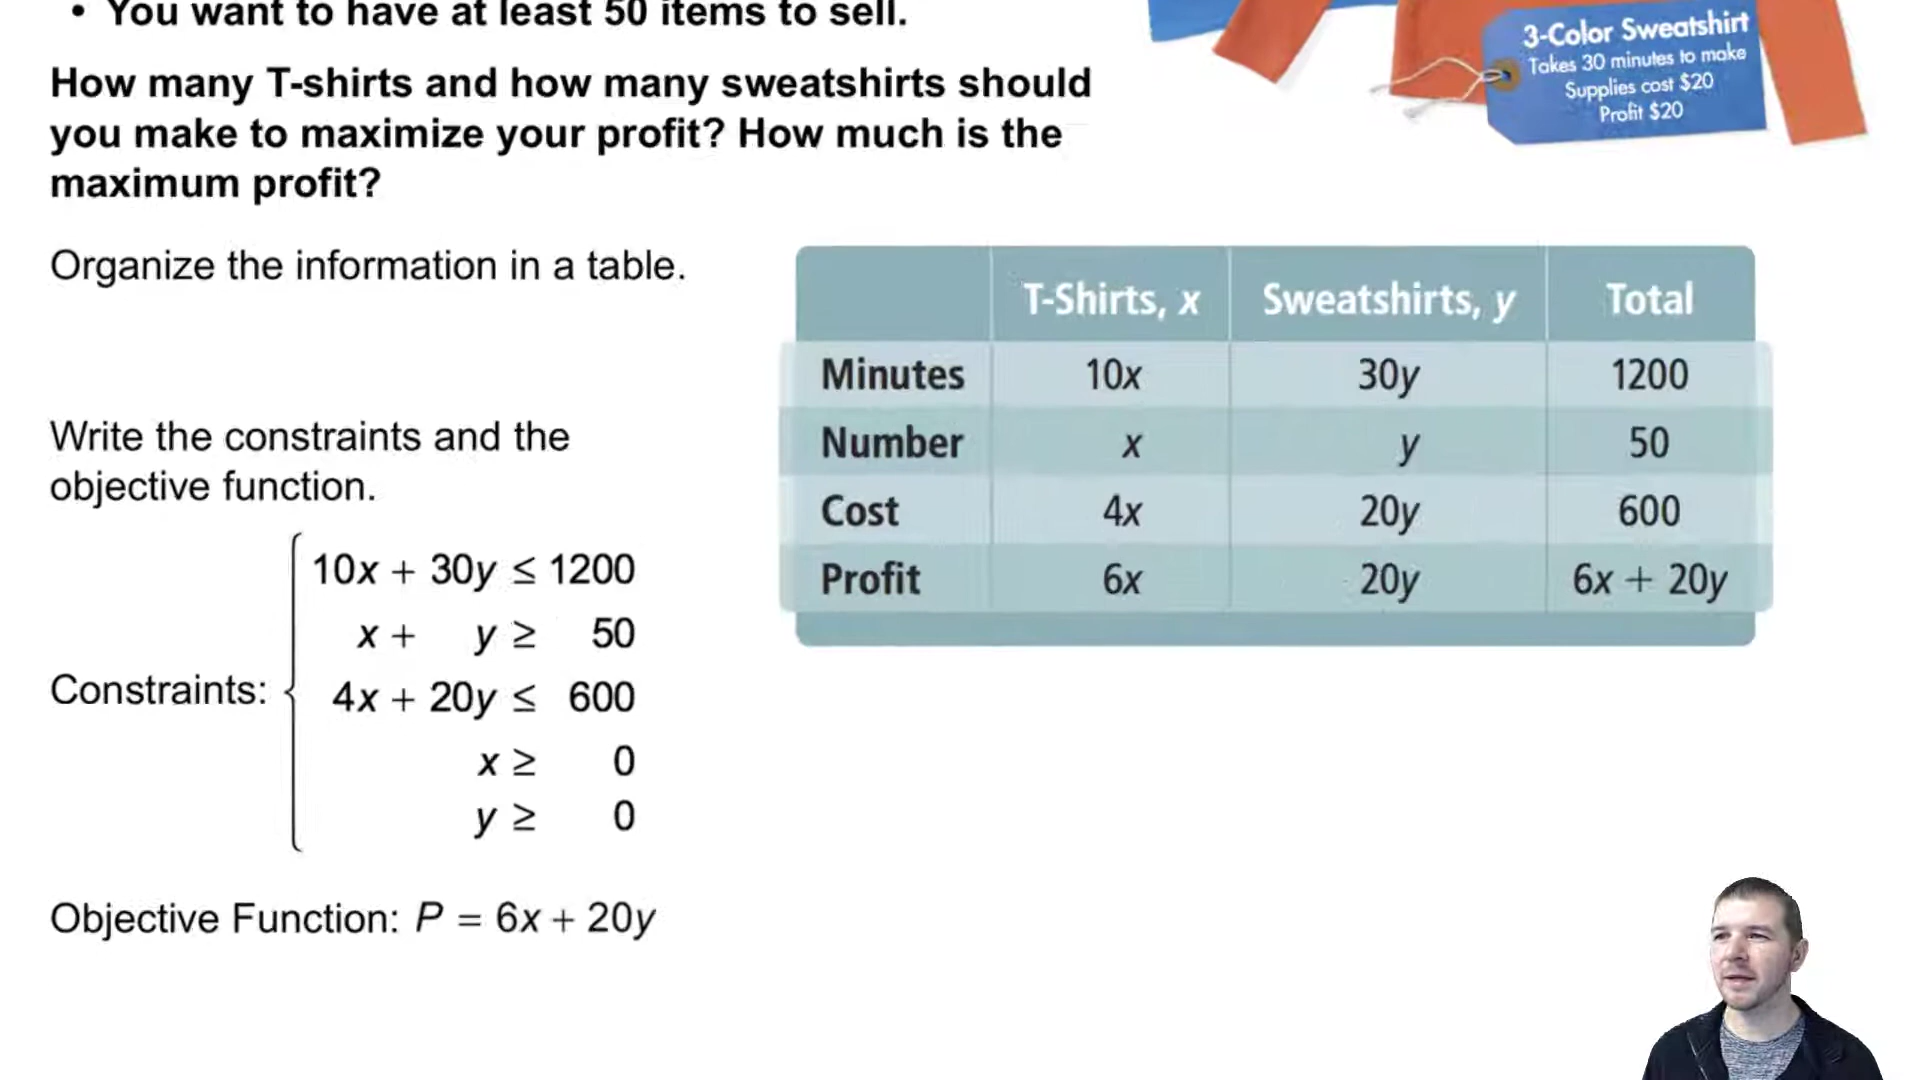 • You want to have at least 50 items to sell.
3-Color Sweatshirt
Takes 30 minutes to make
Supplies cost $20
Profit $20
How many T-shirts and how many sweatshirts should
you make to maximize your profit? How much is the
maximum profit?
Organize the information in a table.
T-Shirts, x Sweatshirts, y Total
Minutes 10x 30y 1200
Number x y 50
Cost 4x 20y 600
Profit 6x 20y 6x + 20y
Write the constraints and the
objective function.
10x + 30y ≤ 1200
x + y ≥ 50
Constraints:
4x + 20y ≤ 600
x ≥ 0
y ≥ 0
Objective Function: P = 6x + 20y